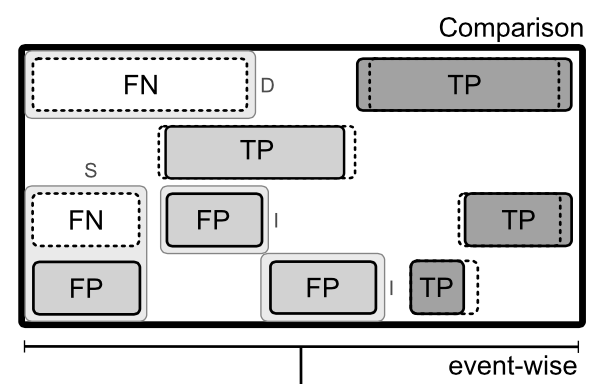 Comparison
FN D TP
TP
S
FN FP I TP
FP FP I TP
event-wise